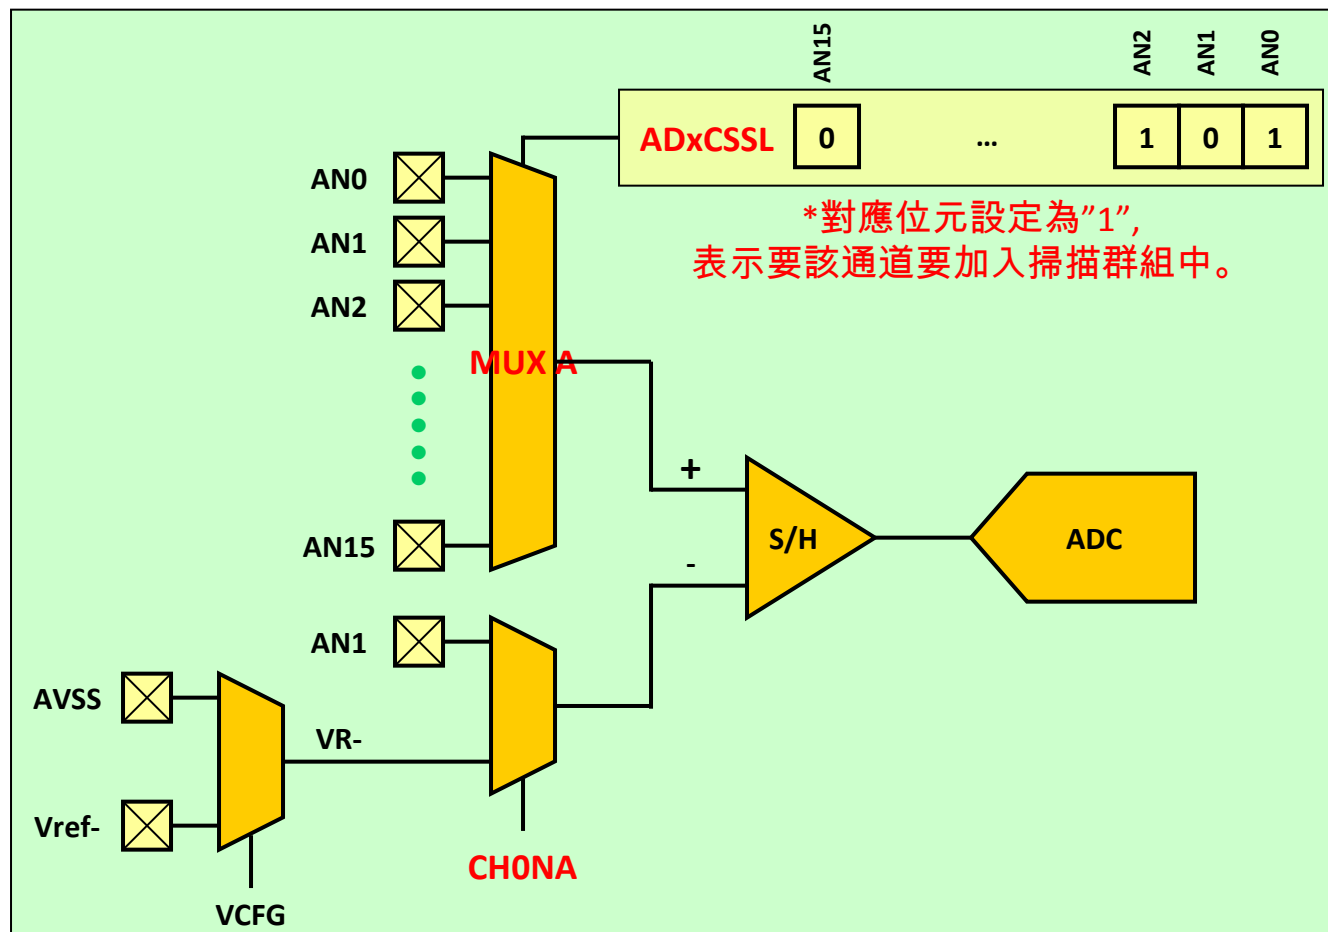 AN15
AN2
AN1
AN0
ADxCSSL
0
...
1
0
1
*對應位元設定為”1”,
表示要該通道要加入掃描群組中。
AN0
AN1
AN2
MUX A
AN15
+
-
S/H
ADC
AN1
AVSS
VR-
Vref-
CH0NA
VCFG